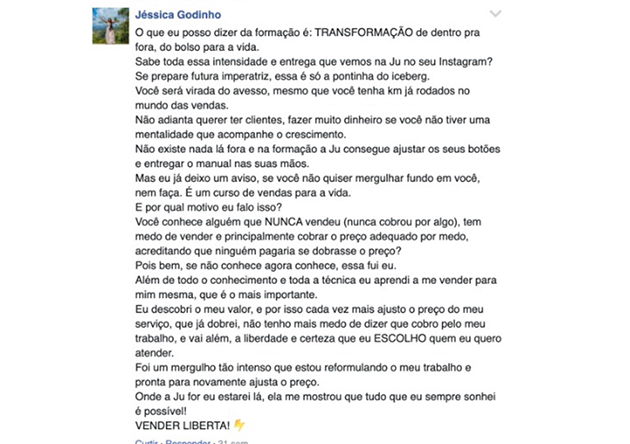 Jéssica Godinho
O que eu posso dizer da formação é: TRANSFORMAÇÃO de dentro pra
fora, do bolso para a vida.
Sabe toda essa intensidade e entrega que vemos na Ju no seu Instagram?
Se prepare futura imperatriz, essa é só a pontinha do iceberg.
Você será virada do avesso, mesmo que você tenha km já rodados no
mundo das vendas.
Não adianta querer ter clientes, fazer muito dinheiro se você não tiver uma
mentalidade que acompanhe o crescimento.
Não existe nada lá fora e na formação a Ju consegue ajustar os seus botões
e entregar o manual nas suas mãos.
Mas eu já deixo um aviso, se você não quiser mergulhar fundo em você,
nem faça. É um curso de vendas para a vida.
E por qual motivo eu falo isso?
Você conhece alguém que NUNCA vendeu (nunca cobrou por algo), tem
medo de vender e principalmente cobrar o preço adequado por medo,
acreditando que ninguém pagaria se dobrasse o preço?
Pois bem, se não conhece agora conhece, essa fui eu.
Além de todo o conhecimento e toda a técnica eu aprendi a me vender para
mim mesma, que é o mais importante.
Eu descobri o meu valor, e por isso cada vez mais ajusto o preço do meu
serviço, que já dobrei, não tenho mais medo de dizer que cobro pelo meu
trabalho, e vai além, a liberdade e certeza que eu ESCOLHO quem eu quero
atender.
Foi um mergulho tão intenso que estou reformulando o meu trabalho e
pronta para novamente ajusta o preço.
Onde a Ju for eu estarei lá, ela me mostrou que tudo que eu sempre sonhei
é possível!
VENDER LIBERTA! ⚡
Curtir · Responder · 31 sem